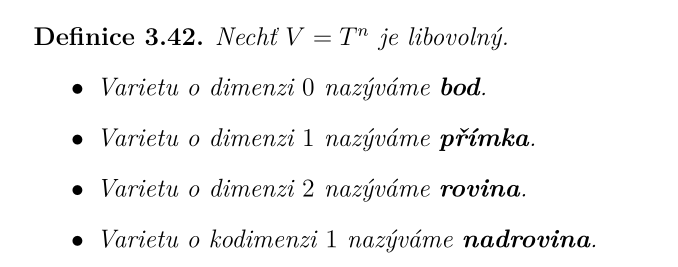 Definice 3.42. Nechť V = Tⁿ je libovolný.
• Varietu o dimenzi 0 nazýváme bod.
• Varietu o dimenzi 1 nazýváme přímka.
• Varietu o dimenzi 2 nazýváme rovina.
• Varietu o kodimenzi 1 nazýváme nadrovina.